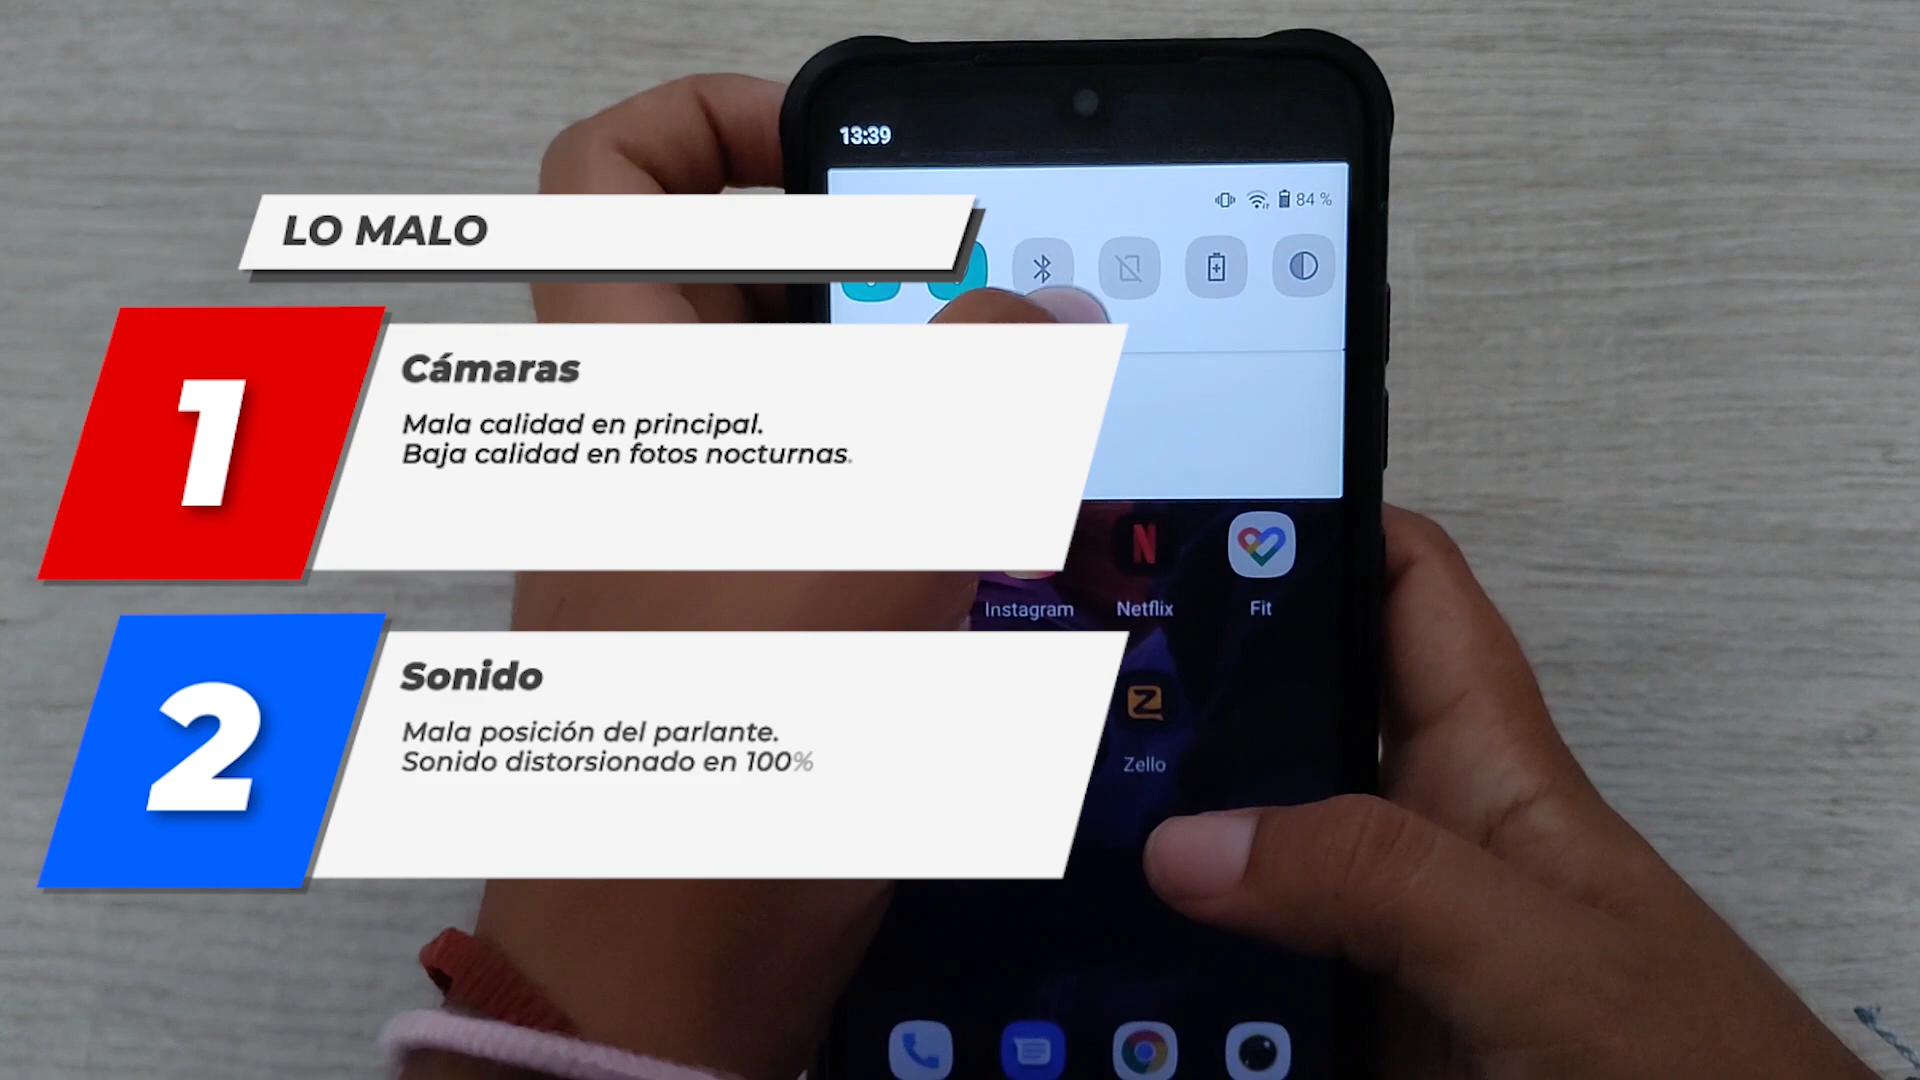 13:39
84 %
LO MALO
1
Cámaras
Mala calidad en principal.
Baja calidad en fotos nocturnas.
Instagram
Netflix
Fit
2
Sonido
Mala posición del parlante.
Sonido distorsionado en 100%
Zello